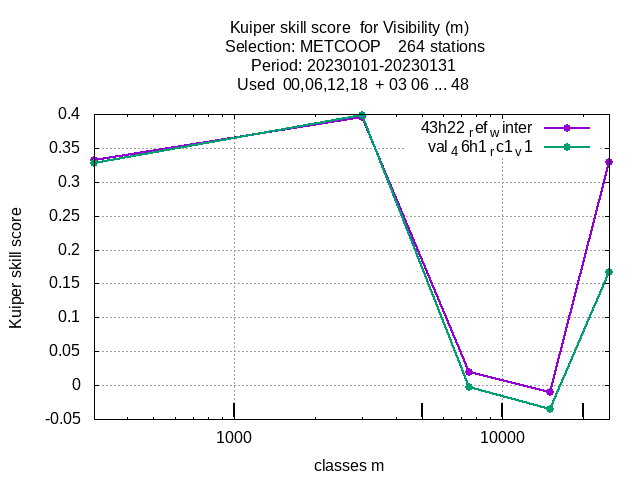 Kuiper skill score  for Visibility (m)
Selection: METCOOP    264 stations
Period: 20230101-20230131
Used  00,06,12,18  + 03 06 ... 48
43h22ᵣef_winter
val₄6h1ᵣc1ᵥ1
0.4
0.35
0.3
0.25
0.2
0.15
0.1
0.05
0
-0.05
Kuiper skill score
1000
10000
classes m